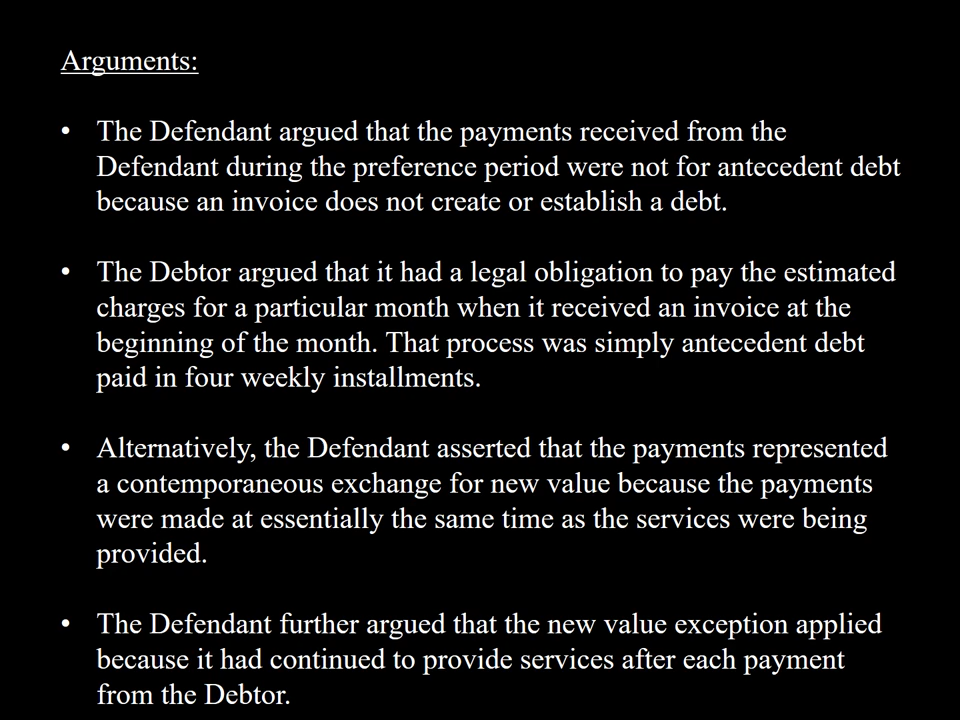 Arguments:
• The Defendant argued that the payments received from the
Defendant during the preference period were not for antecedent debt
because an invoice does not create or establish a debt.
• The Debtor argued that it had a legal obligation to pay the estimated
charges for a particular month when it received an invoice at the
beginning of the month. That process was simply antecedent debt
paid in four weekly installments.
• Alternatively, the Defendant asserted that the payments represented
a contemporaneous exchange for new value because the payments
were made at essentially the same time as the services were being
provided.
• The Defendant further argued that the new value exception applied
because it had continued to provide services after each payment
from the Debtor.